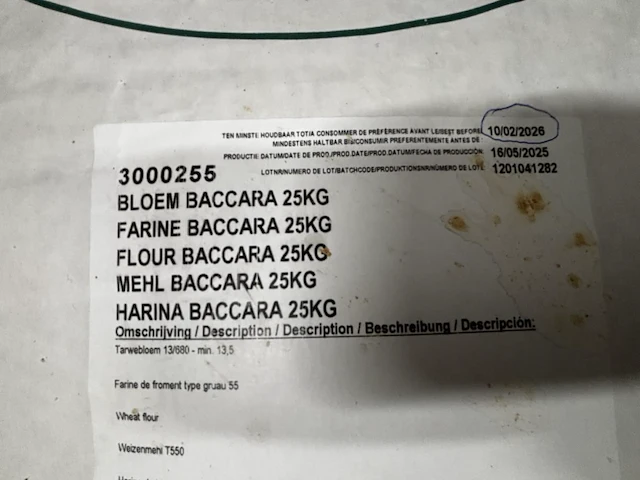 TEN MINSTE HOUDBAAR TOT/A CONSOMMER DE PRÉFÉRENCE AVANT LE/BEST BEFORE 10/02/2026
MINDESTENS HALTBAR BIS/CONSUMIR PREFERENTEMENTE ANTES DE :
PRODUCTIE DATUM/DATE DE PROD./PROD.DATE/PROD.DATUM/FECHA DE PRODUCCIÓN: 16/05/2025
LOTNR/NUMERO DE LOT/BATCHCODE/PRODUKTIONSNR/NÚMERO DE LOTE: 1201041282
3000255
BLOEM BACCARA 25KG
FARINE BACCARA 25KG
FLOUR BACCARA 25KG
MEHL BACCARA 25KG
HARINA BACCARA 25KG
Omschrijving / Description / Description / Beschreibung / Descripción:
Tarwebloem 13/680 - min. 13,5
Farine de froment type gruau 55
Wheat flour
Weizenmehl T550